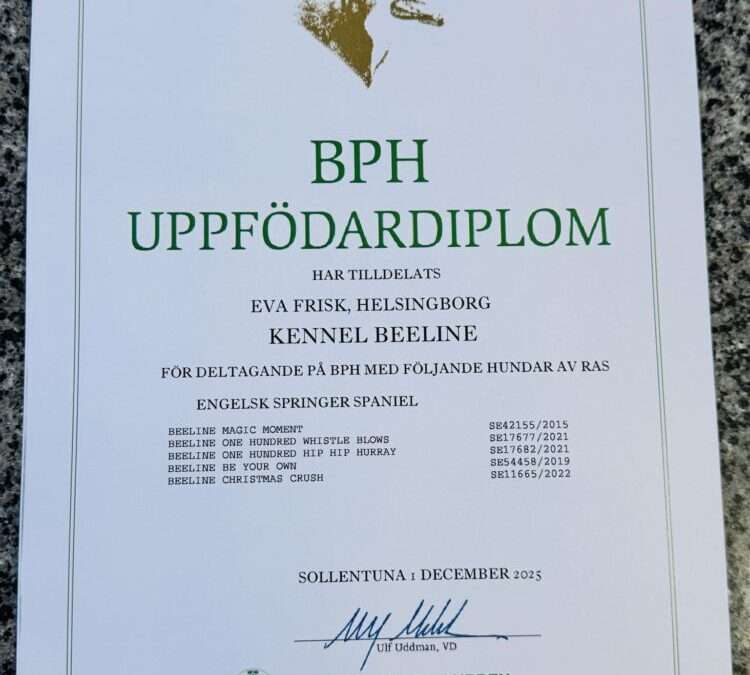 BPH
UPPFÖDARDIPLOM
HAR TILLDELATS
EVA FRISK, HELSINGBORG
KENNEL BEELINE
FÖR DELTAGANDE PÅ BPH MED FÖLJANDE HUNDAR AV RAS
ENGELSK SPRINGER SPANIEL
BEELINE MAGIC MOMENT SE42155/2015
BEELINE ONE HUNDRED WHISTLE BLOWS SE17677/2021
BEELINE ONE HUNDRED HIP HIP HURRAY SE17682/2021
BEELINE BE YOUR OWN SE54458/2019
BEELINE CHRISTMAS CRUSH SE11665/2022
SOLLENTUNA 1 DECEMBER 2025
Ulf Uddman, VD